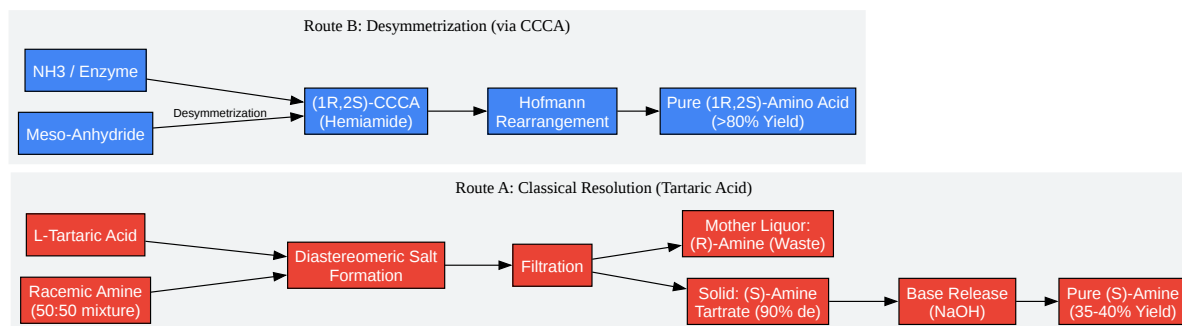 Route B: Desymmetrization (via CCCA)
NH3 / Enzyme
Meso-Anhydride
Desymmetrization
(1R,2S)-CCCA
(Hemiamide)
Hofmann
Rearrangement
Pure (1R,2S)-Amino Acid
(>80% Yield)
Route A: Classical Resolution (Tartaric Acid)
L-Tartaric Acid
Racemic Amine
(50:50 mixture)
Diastereomeric Salt
Formation
Filtration
Mother Liquor:
(R)-Amine (Waste)
Solid: (S)-Amine
Tartrate (90% de)
Base Release
(NaOH)
Pure (S)-Amine
(35-40% Yield)